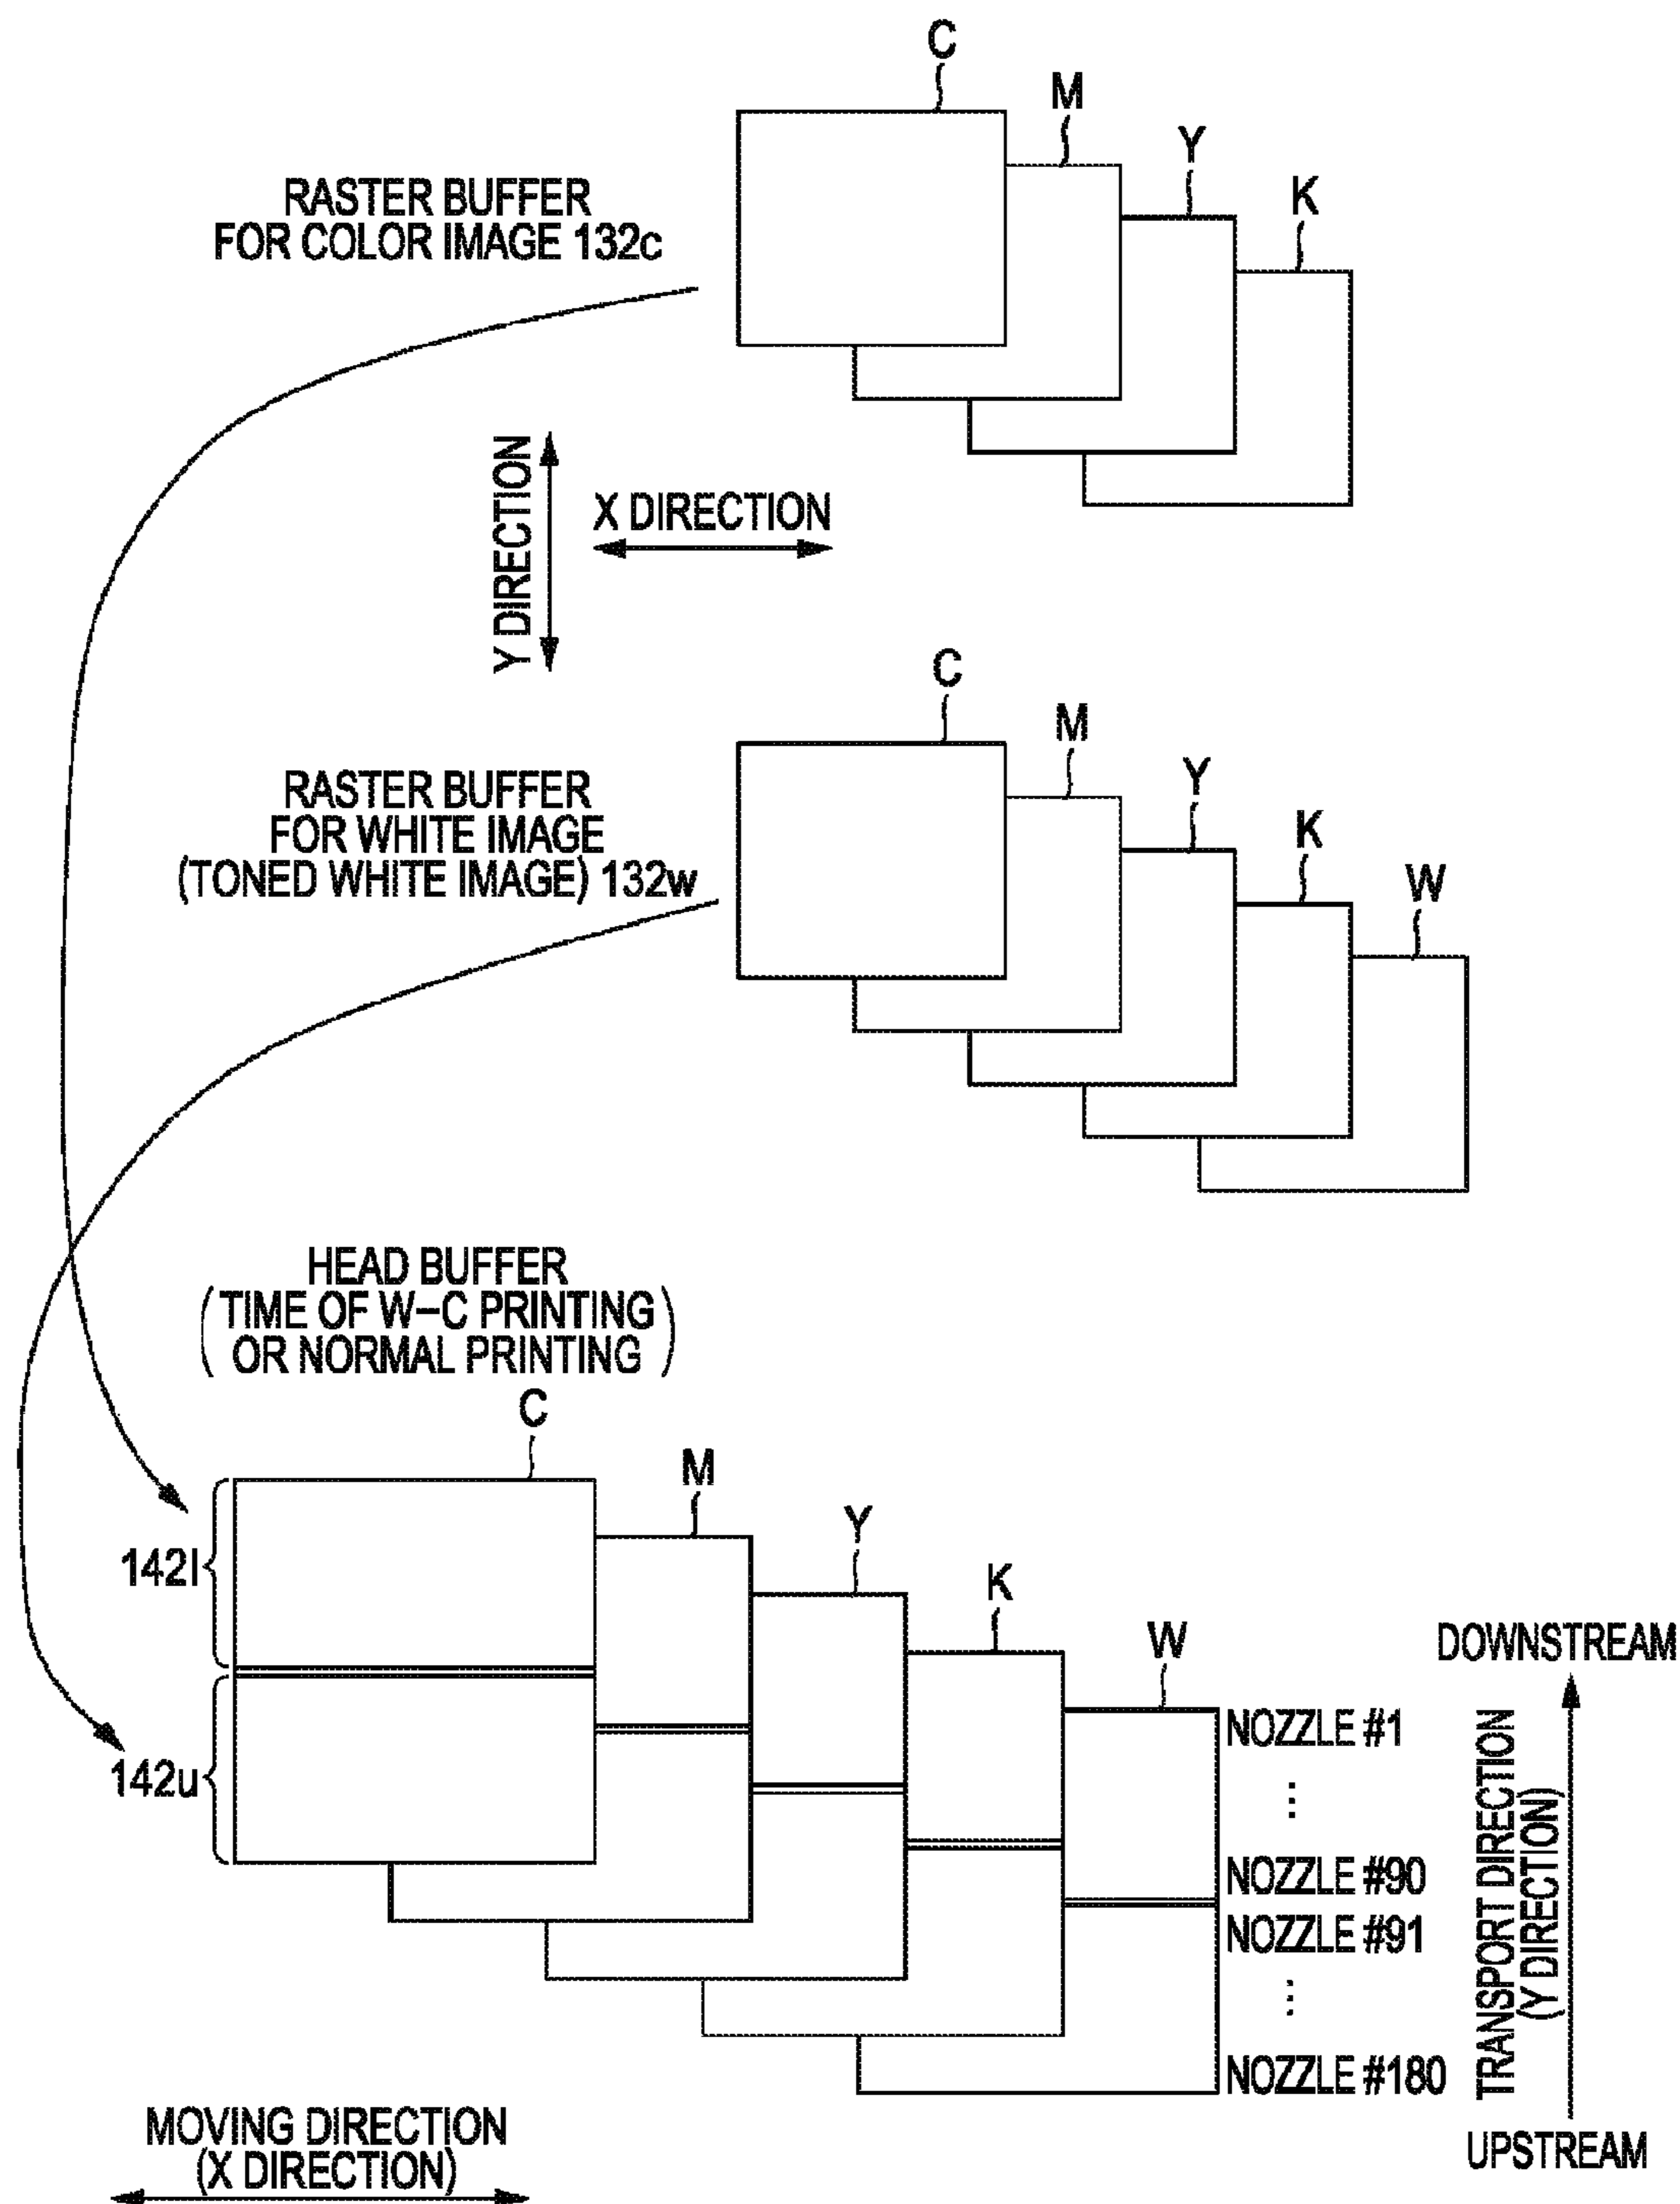 C
M
Y
K
RASTER BUFFER
FOR COLOR IMAGE 132c
Y DIRECTION
X DIRECTION
C
M
Y
K
W
RASTER BUFFER
FOR WHITE IMAGE
(TONED WHITE IMAGE) 132w
HEAD BUFFER
(TIME OF W-C PRINTING
OR NORMAL PRINTING)
C
M
Y
K
W
142l
142u
NOZZLE #1
⋮
NOZZLE #90
NOZZLE #91
⋮
NOZZLE #180
DOWNSTREAM
TRANSPORT DIRECTION
(Y DIRECTION)
UPSTREAM
MOVING DIRECTION
(X DIRECTION)